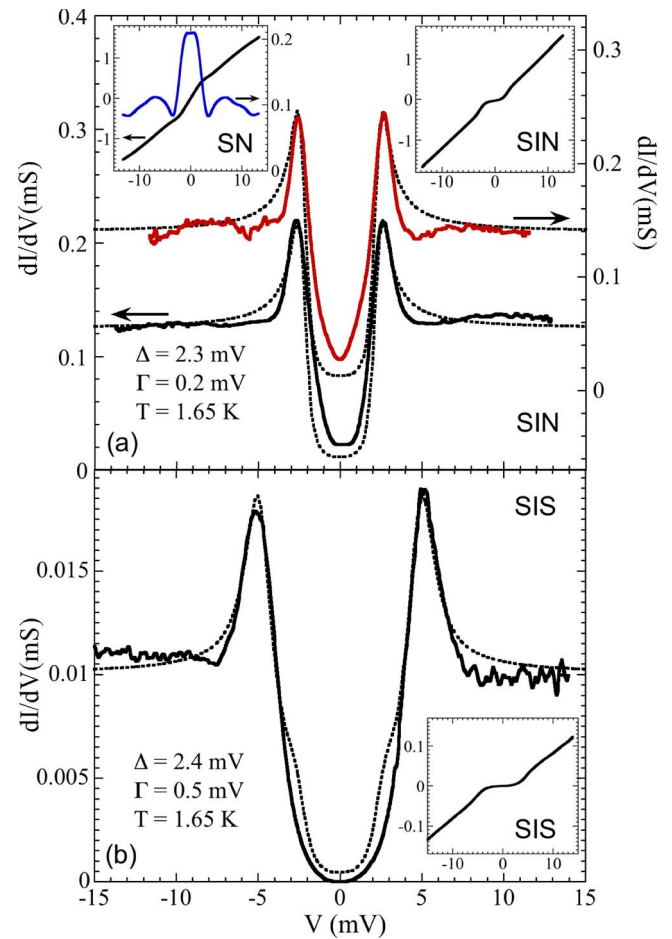 0.4
0.3
0.2
0.1
0
dI/dV(mS)
0.3
0.2
0.1
0
dI/dV(mS)
1
0
-1
0.2
0.1
0
-10 0 10
SN
1
0
-1
-10 0 10
SIN
Δ = 2.3 mV
Γ = 0.2 mV
T = 1.65 K
(a)
SIN
0.015
0.01
0.005
0
dI/dV(mS)
SIS
Δ = 2.4 mV
Γ = 0.5 mV
T = 1.65 K
(b)
0.1
0
-0.1
-10 0 10
SIS
-15 -10 -5 0 5 10 15
V (mV)